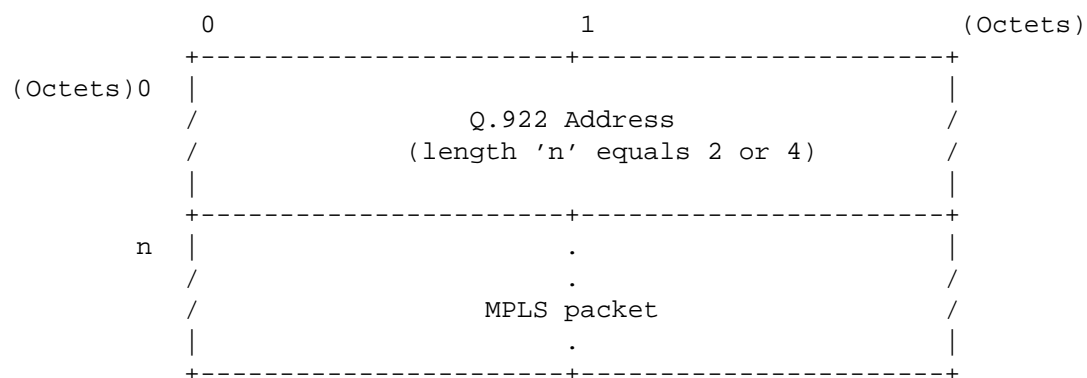 0                       1                       (Octets)
           +-----------------------+-----------------------+
(Octets)0  |                                               |
           /                 Q.922 Address                 /
           /             (length 'n' equals 2 or 4)        /
           |                                               |
           +-----------------------+-----------------------+
        n  |                       .                       |
           /                       .                       /
           /                  MPLS packet                  /
           |                       .                       |
           +-----------------------+-----------------------+